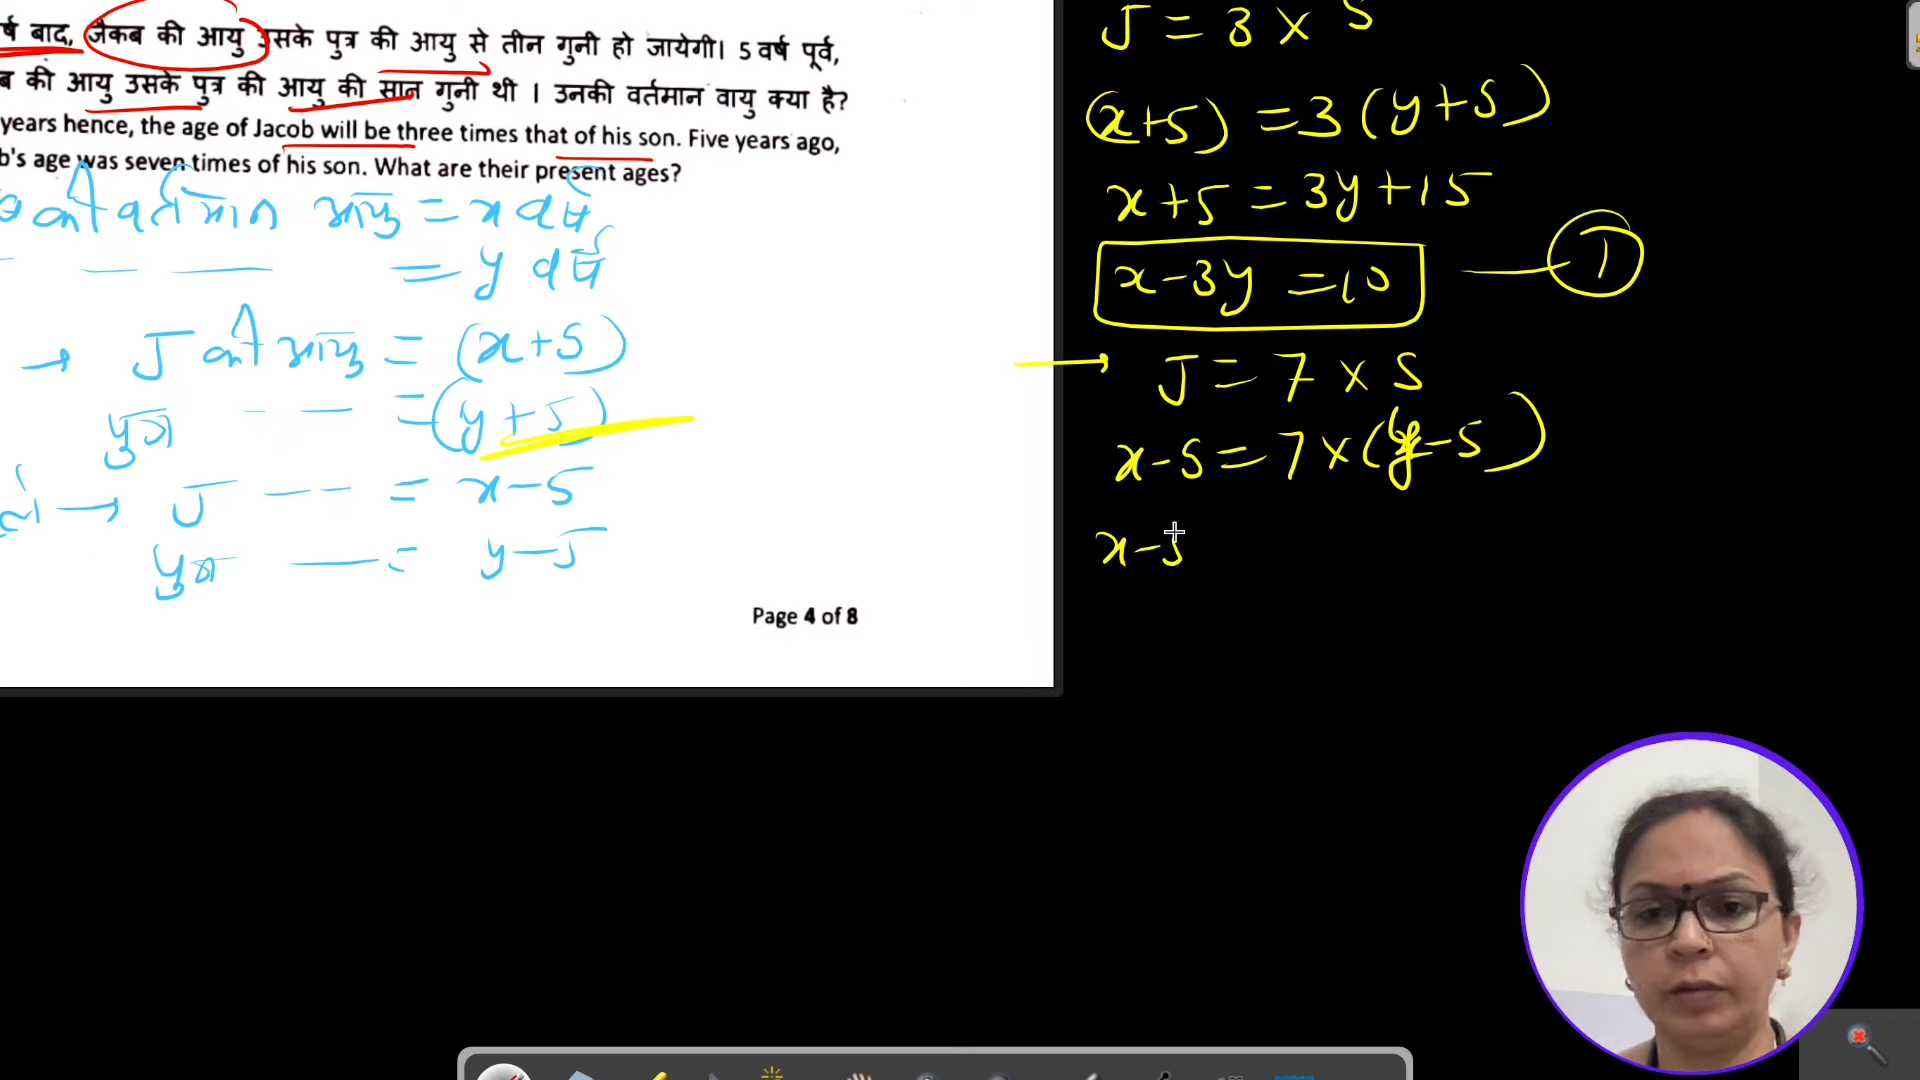 र्ष बाद, जैकब की आयु उसके पुत्र की आयु से तीन गुनी हो जायेगी। 5 वर्ष पूर्व,
ब की आयु उसके पुत्र की आयु की सात गुनी थी । उनकी वर्तमान वायु क्या है?
years hence, the age of Jacob will be three times that of his son. Five years ago,
b's age was seven times of his son. What are their present ages?
की वर्तमान आयु = x वर्ष
— — — = y वर्ष
→ J की आयु = (x+5)
पुत्र — — = (y+5)
→ J — — = x-5
पुत्र — = y-5
Page 4 of 8
J = 3 × S
(x+5) = 3(y+5)
x+5 = 3y+15
x-3y = 10 — 1
→ J = 7 × S
x-5 = 7×(y-5)
x-5